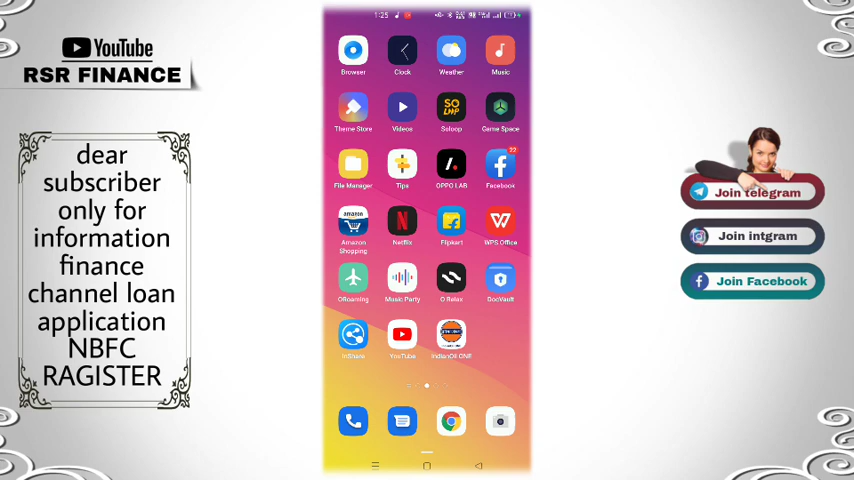 YouTube
RSR FINANCE
dear
subscriber
only for
information
finance
channel loan
application
NBFC
RAGISTER
1:25
Browser
Clock
Weather
Music
Theme Store
Videos
Soloop
Game Space
File Manager
Tips
OPPO LAB
Facebook
22
Amazon
Shopping
Netflix
Flipkart
WPS Office
ORoaming
Music Party
O Relax
DocVault
InShare
YouTube
IndianOil ONE
Join telegram
Join intgram
Join Facebook